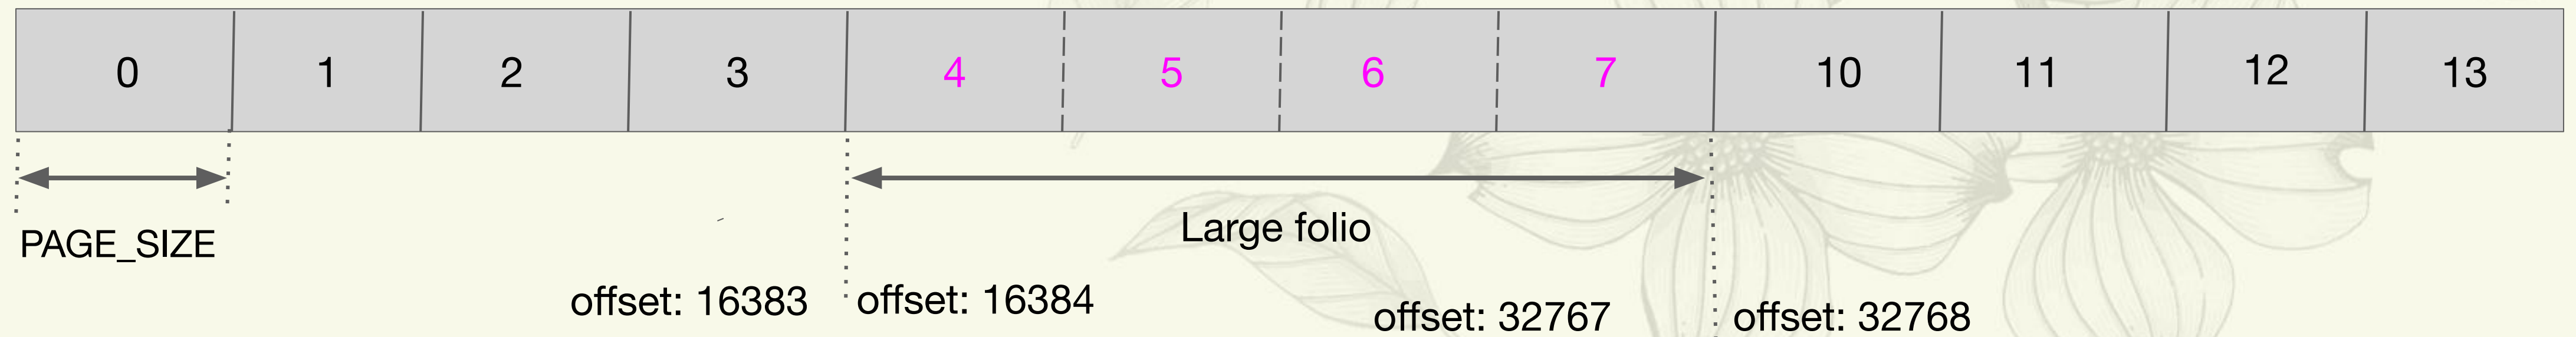 0 1 2 3 4 5 6 7 10 11 12 13
PAGE_SIZE
Large folio
offset: 16383 offset: 16384
offset: 32767 offset: 32768